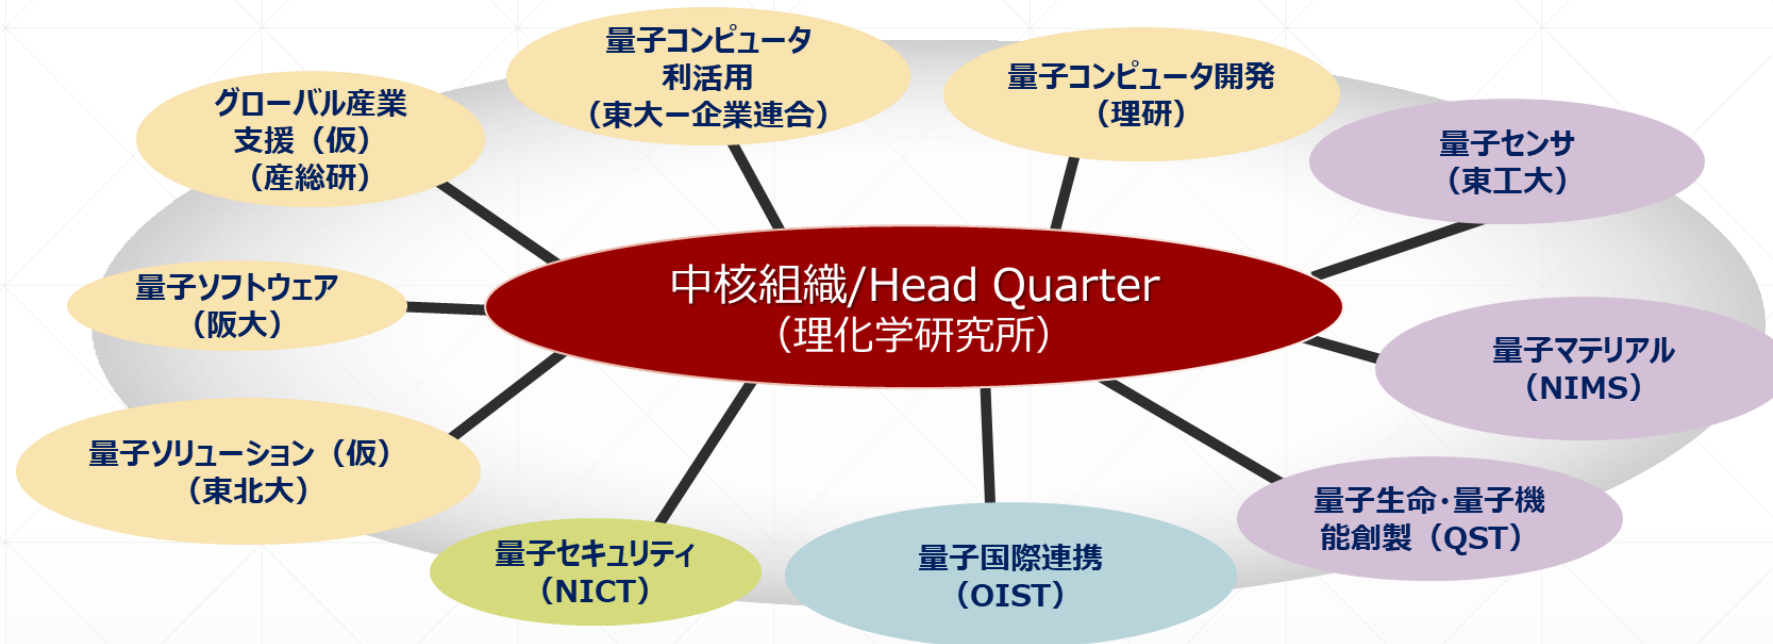 量子コンピュータ
利活用
（東大ー企業連合）
量子コンピュータ開発
（理研）
グローバル産業
支援（仮）
（産総研）
量子センサ
（東工大）
中核組織/Head Quarter
（理化学研究所）
量子ソフトウェア
（阪大）
量子マテリアル
（NIMS）
量子ソリューション（仮）
（東北大）
量子生命・量子機
能創製（QST）
量子セキュリティ
（NICT）
量子国際連携
（OIST）